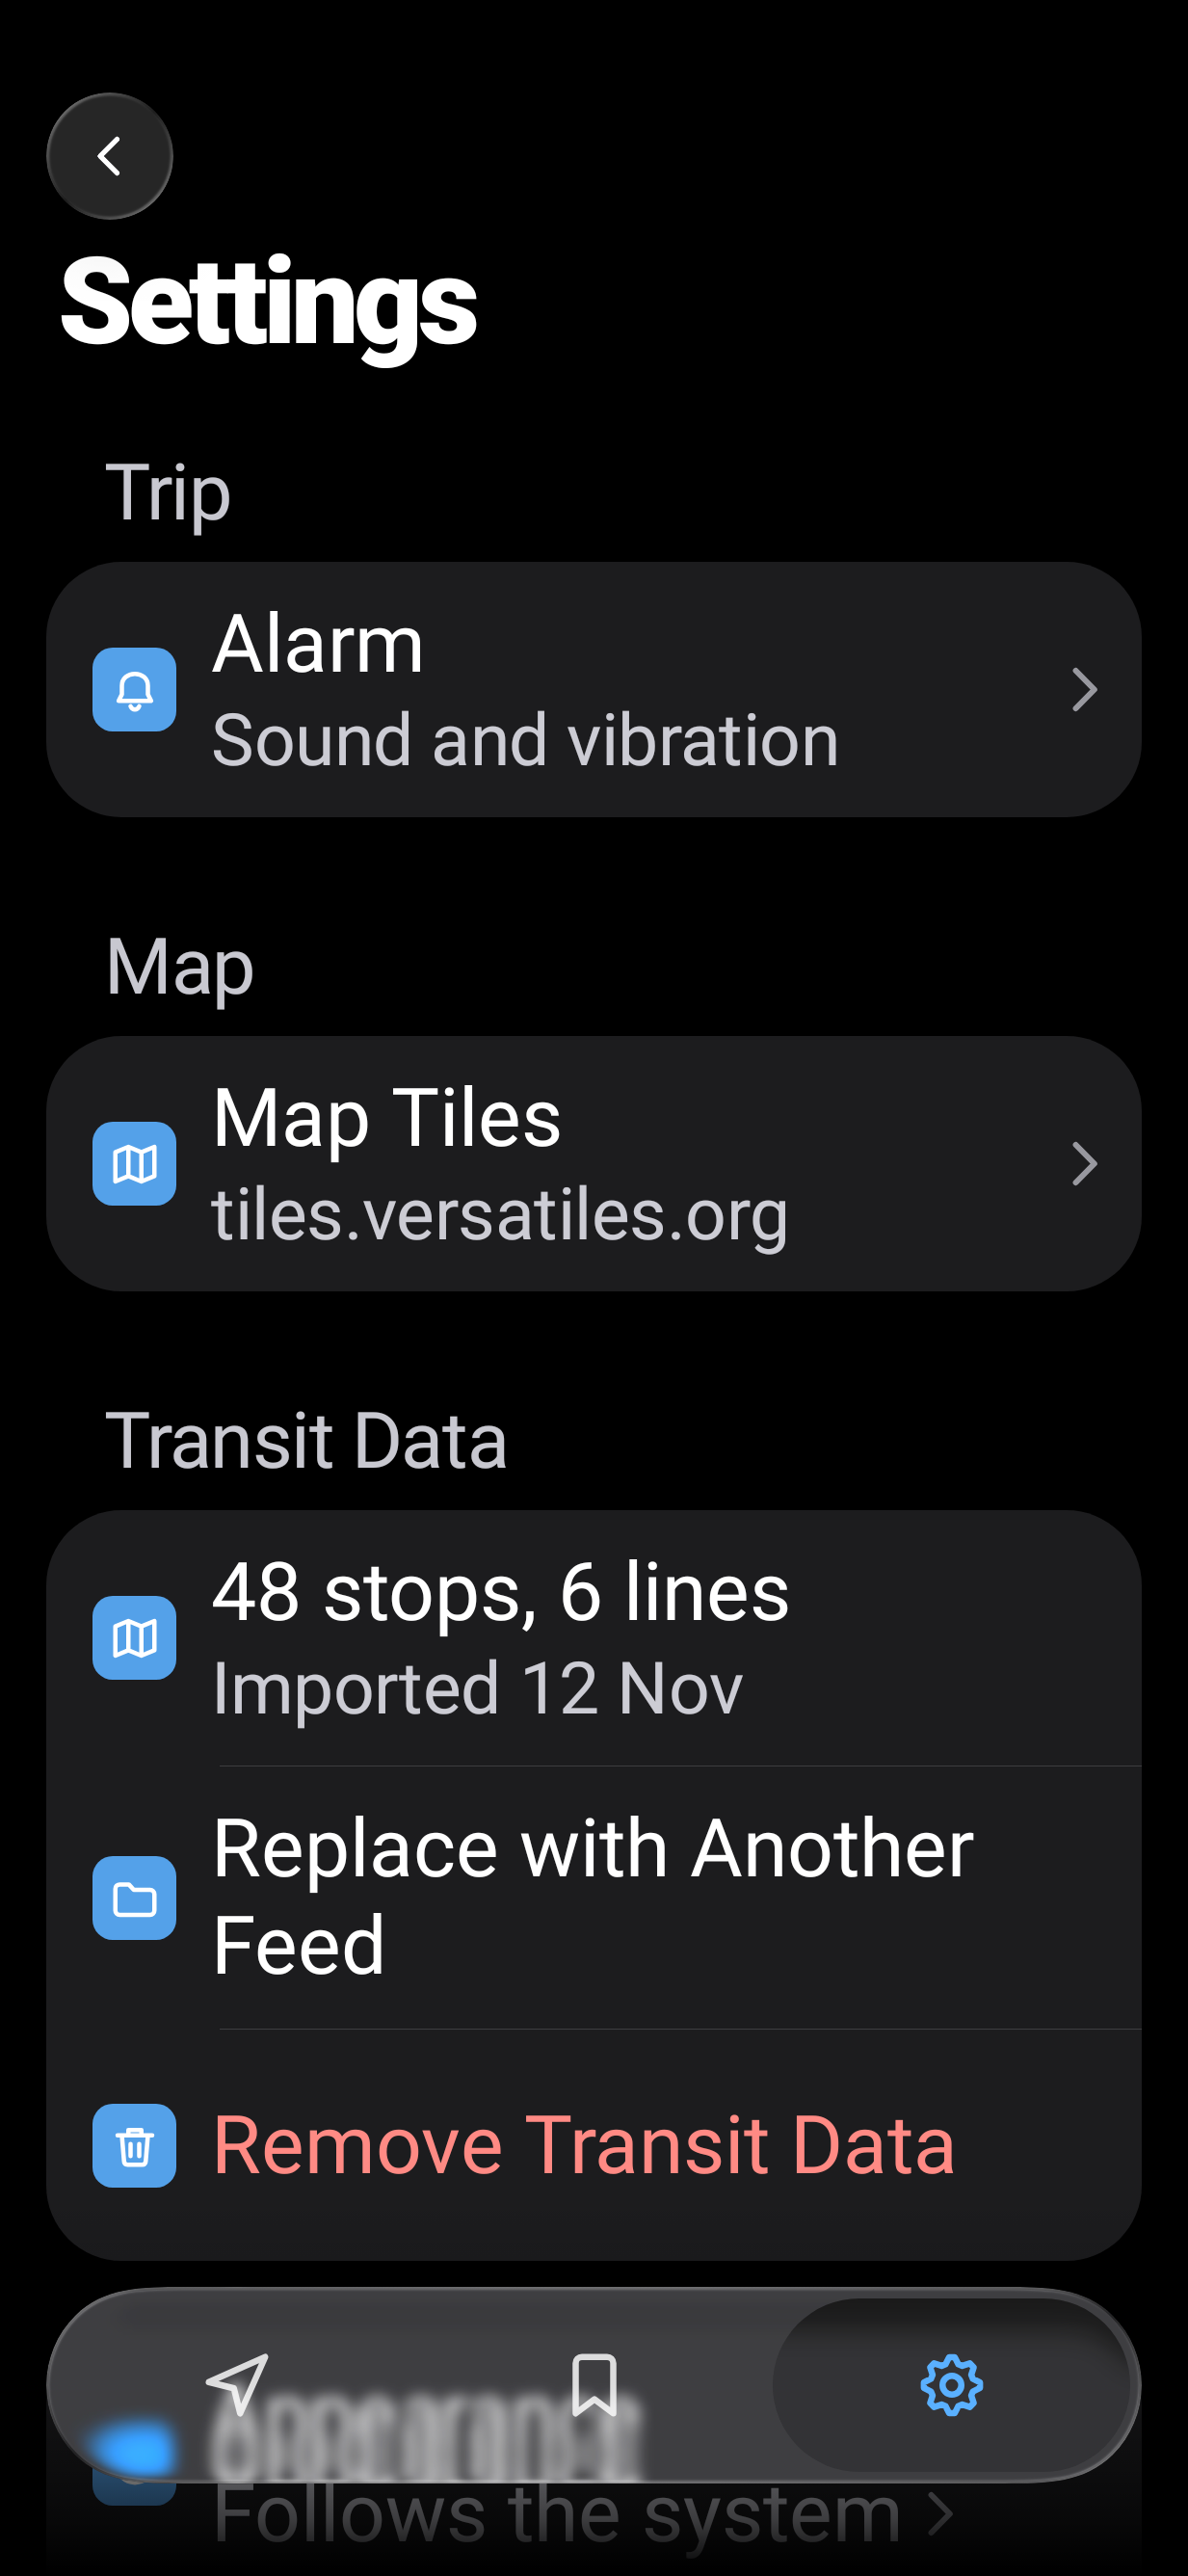 Settings
Trip
Alarm
Sound and vibration
Map
Map Tiles
tiles.versatiles.org
Transit Data
48 stops, 6 lines
Imported 12 Nov
Replace with Another
Feed
Remove Transit Data
Appearance
Follows the system